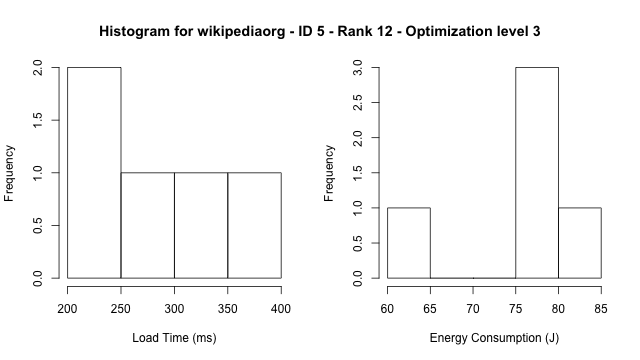 Histogram for wikipediaorg - ID 5 - Rank 12 - Optimization level 3
Frequency
2.0
1.5
1.0
0.5
0.0
200 250 300 350 400
Load Time (ms)
Frequency
3.0
2.5
2.0
1.5
1.0
0.5
0.0
60 65 70 75 80 85
Energy Consumption (J)